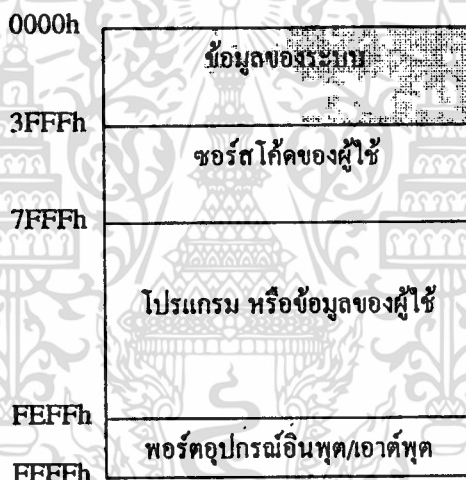 0000h
ข้อมูลของระบบ
3FFFh
ซอร์สโค้ดของผู้ใช้
7FFFh
โปรแกรม หรือข้อมูลของผู้ใช้
FEFFh
พอร์ตอุปกรณ์อินพุต/เอาต์พุต
FFFFh